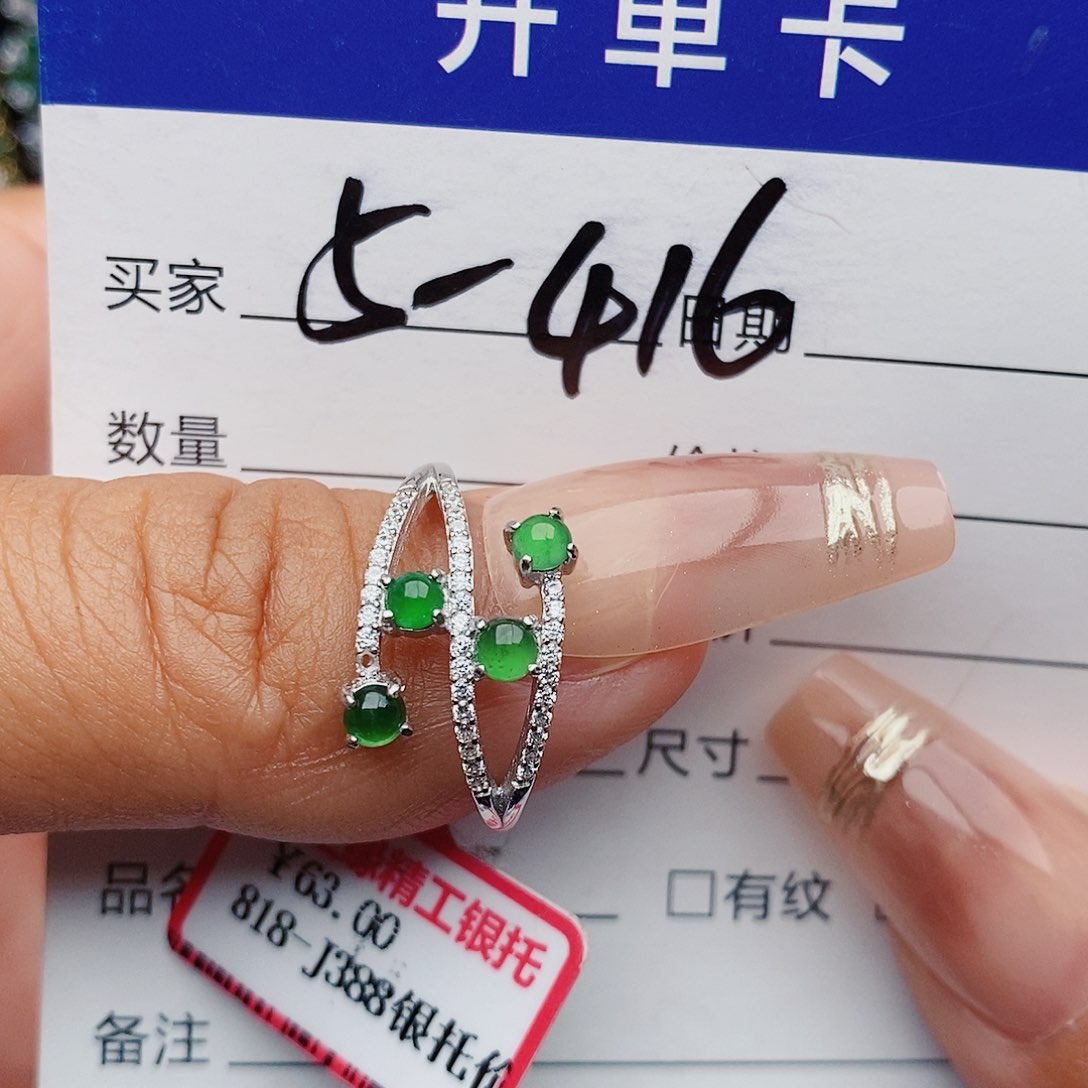 开单卡
5-416
买家 日期
数量
尺寸
品名
□有纹
备注
精工银托
¥63.00
818-J388银托价